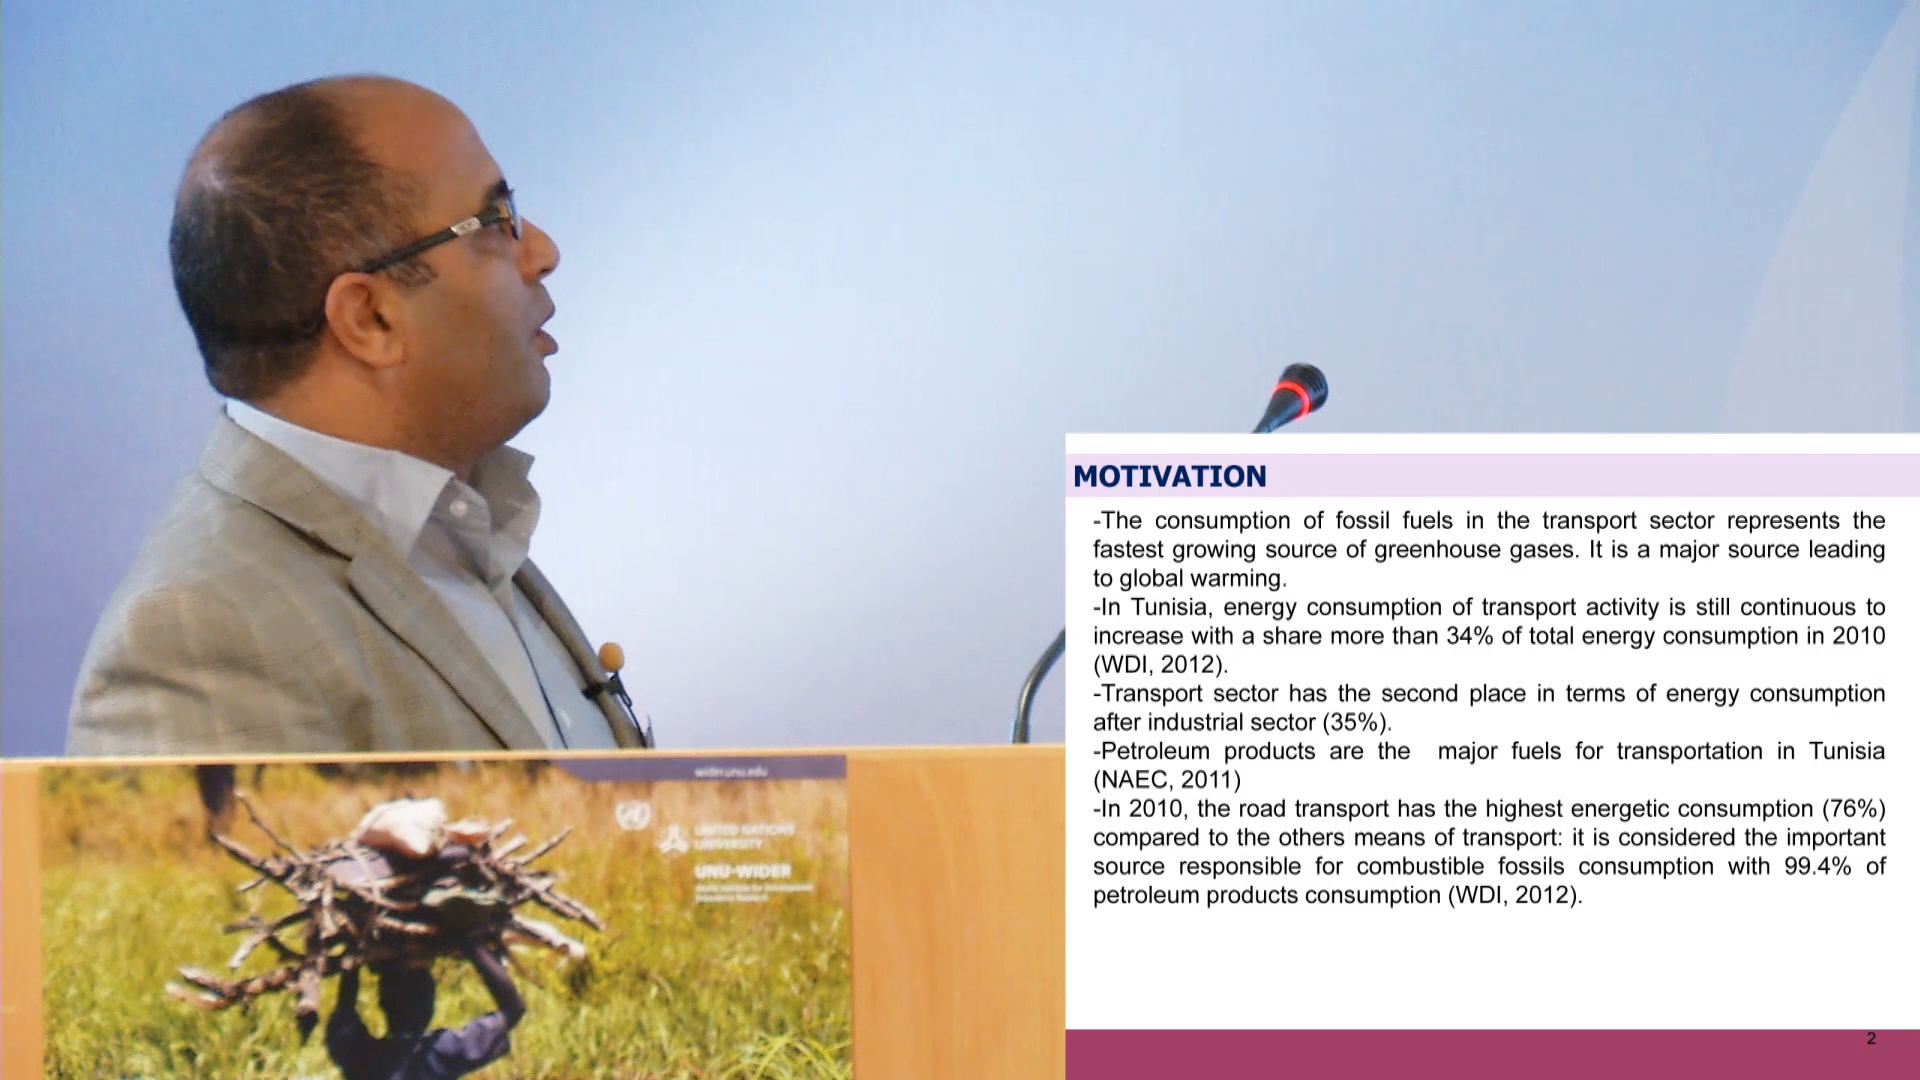 MOTIVATION
-The consumption of fossil fuels in the transport sector represents the
fastest growing source of greenhouse gases. It is a major source leading
to global warming.
-In Tunisia, energy consumption of transport activity is still continuous to
increase with a share more than 34% of total energy consumption in 2010
(WDI, 2012).
-Transport sector has the second place in terms of energy consumption
after industrial sector (35%).
-Petroleum products are the major fuels for transportation in Tunisia
(NAEC, 2011)
-In 2010, the road transport has the highest energetic consumption (76%)
compared to the others means of transport: it is considered the important
source responsible for combustible fossils consumption with 99.4% of
petroleum products consumption (WDI, 2012).
2
wider.unu.edu
UNITED NATIONS
UNIVERSITY
UNU-WIDER